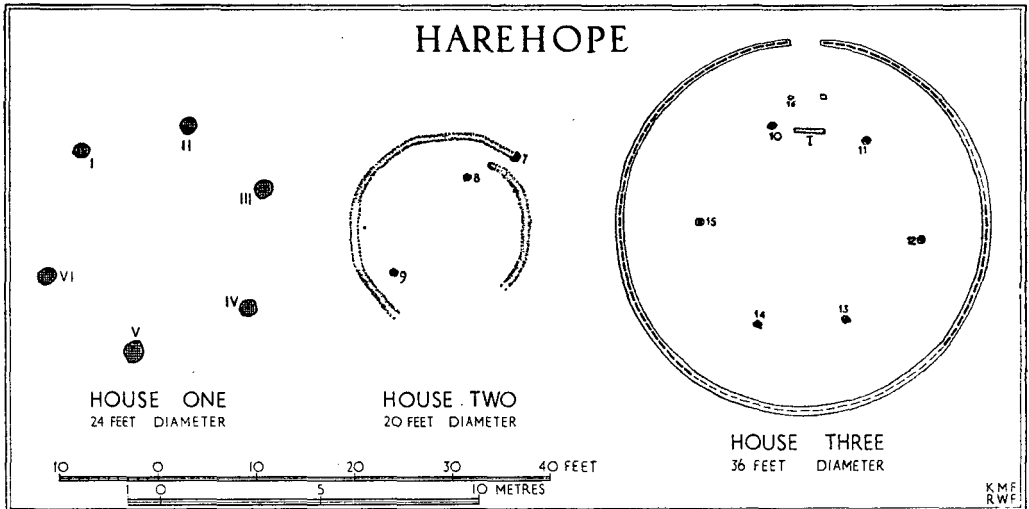 HAREHOPE
I
II
III
IV
V
VI
7
8
9
10
11
12
13
14
15
16
HOUSE ONE
24 FEET DIAMETER
HOUSE TWO
20 FEET DIAMETER
HOUSE THREE
36 FEET DIAMETER
10 0 10 20 30 40 FEET
1 0 5 10 METRES
KMF
RWF